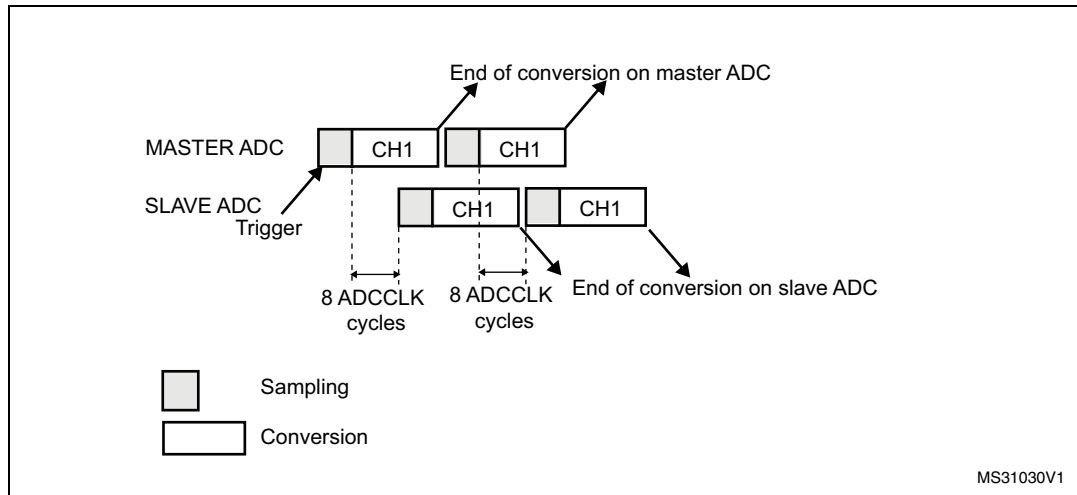 End of conversion on master ADC
MASTER ADC
CH1
CH1
SLAVE ADC
CH1
CH1
Trigger
8 ADCCLK
cycles
8 ADCCLK
cycles
End of conversion on slave ADC
Sampling
Conversion
MS31030V1